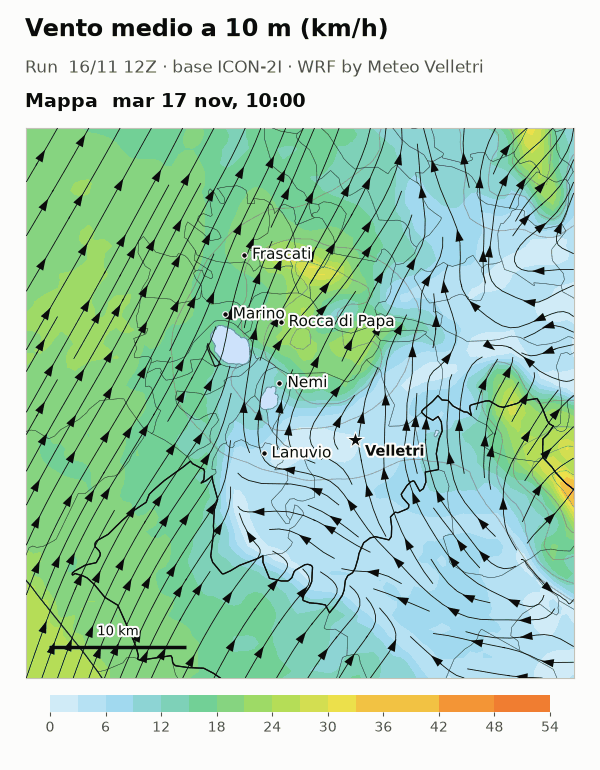 Vento medio a 10 m (km/h)
Run 16/11 12Z · base ICON-2I · WRF by Meteo Velletri
Mappa mar 17 nov, 10:00
Frascati
Marino
Rocca di Papa
Nemi
Lanuvio
Velletri
10 km
0 6 12 18 24 30 36 42 48 54